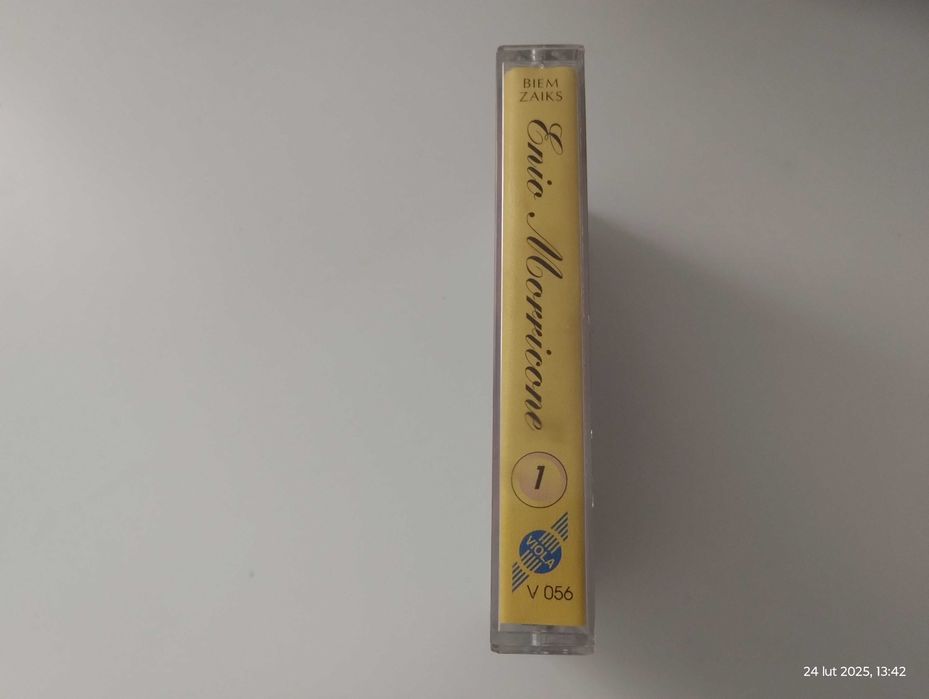 BIEM
ZAIKS
Enio Morricone
1
VIOLA
V 056
24 lut 2025, 13:42